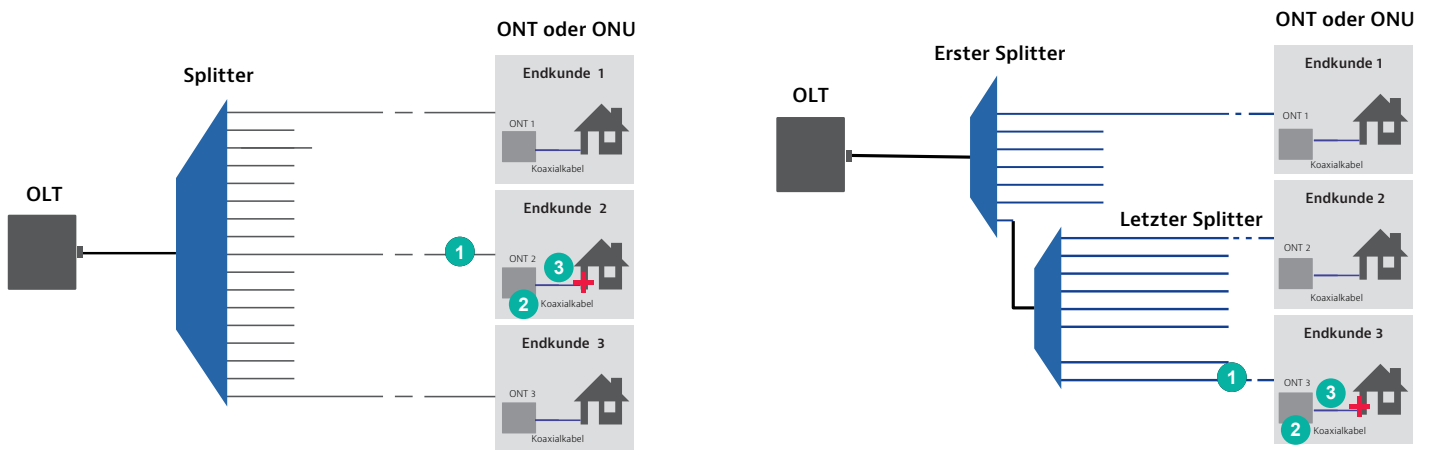 OLT
Splitter
ONT oder ONU
Endkunde 1
ONT 1
Koaxialkabel
1
Endkunde 2
ONT 2
3
2
Koaxialkabel
Endkunde 3
ONT 3
Koaxialkabel
OLT
Erster Splitter
Letzter Splitter
ONT oder ONU
Endkunde 1
ONT 1
Koaxialkabel
Endkunde 2
ONT 2
Koaxialkabel
1
Endkunde 3
ONT 3
3
2
Koaxialkabel